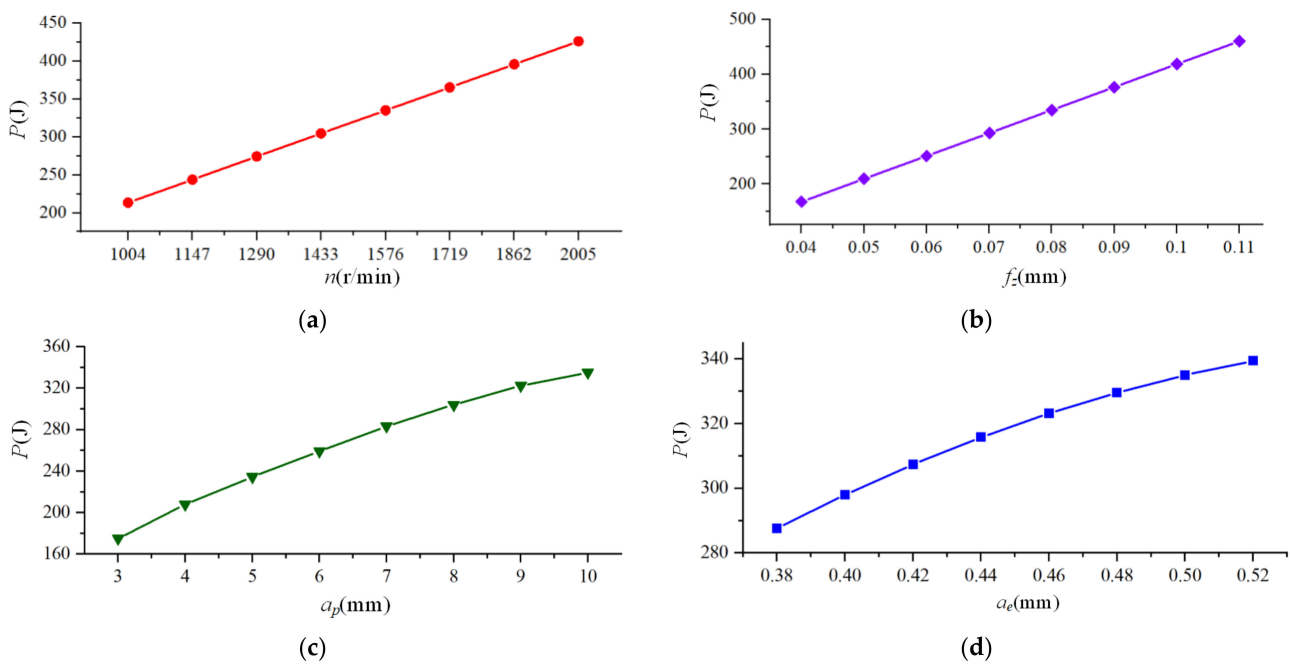 450
400
350
300
250
200
P(J)
1004 1147 1290 1433 1576 1719 1862 2005
n(r/min)
(a)
500
400
300
200
P(J)
0.04 0.05 0.06 0.07 0.08 0.09 0.1 0.11
fz(mm)
(b)
360
320
280
240
200
160
P(J)
3 4 5 6 7 8 9 10
ap(mm)
(c)
340
320
300
280
P(J)
0.38 0.40 0.42 0.44 0.46 0.48 0.50 0.52
ae(mm)
(d)